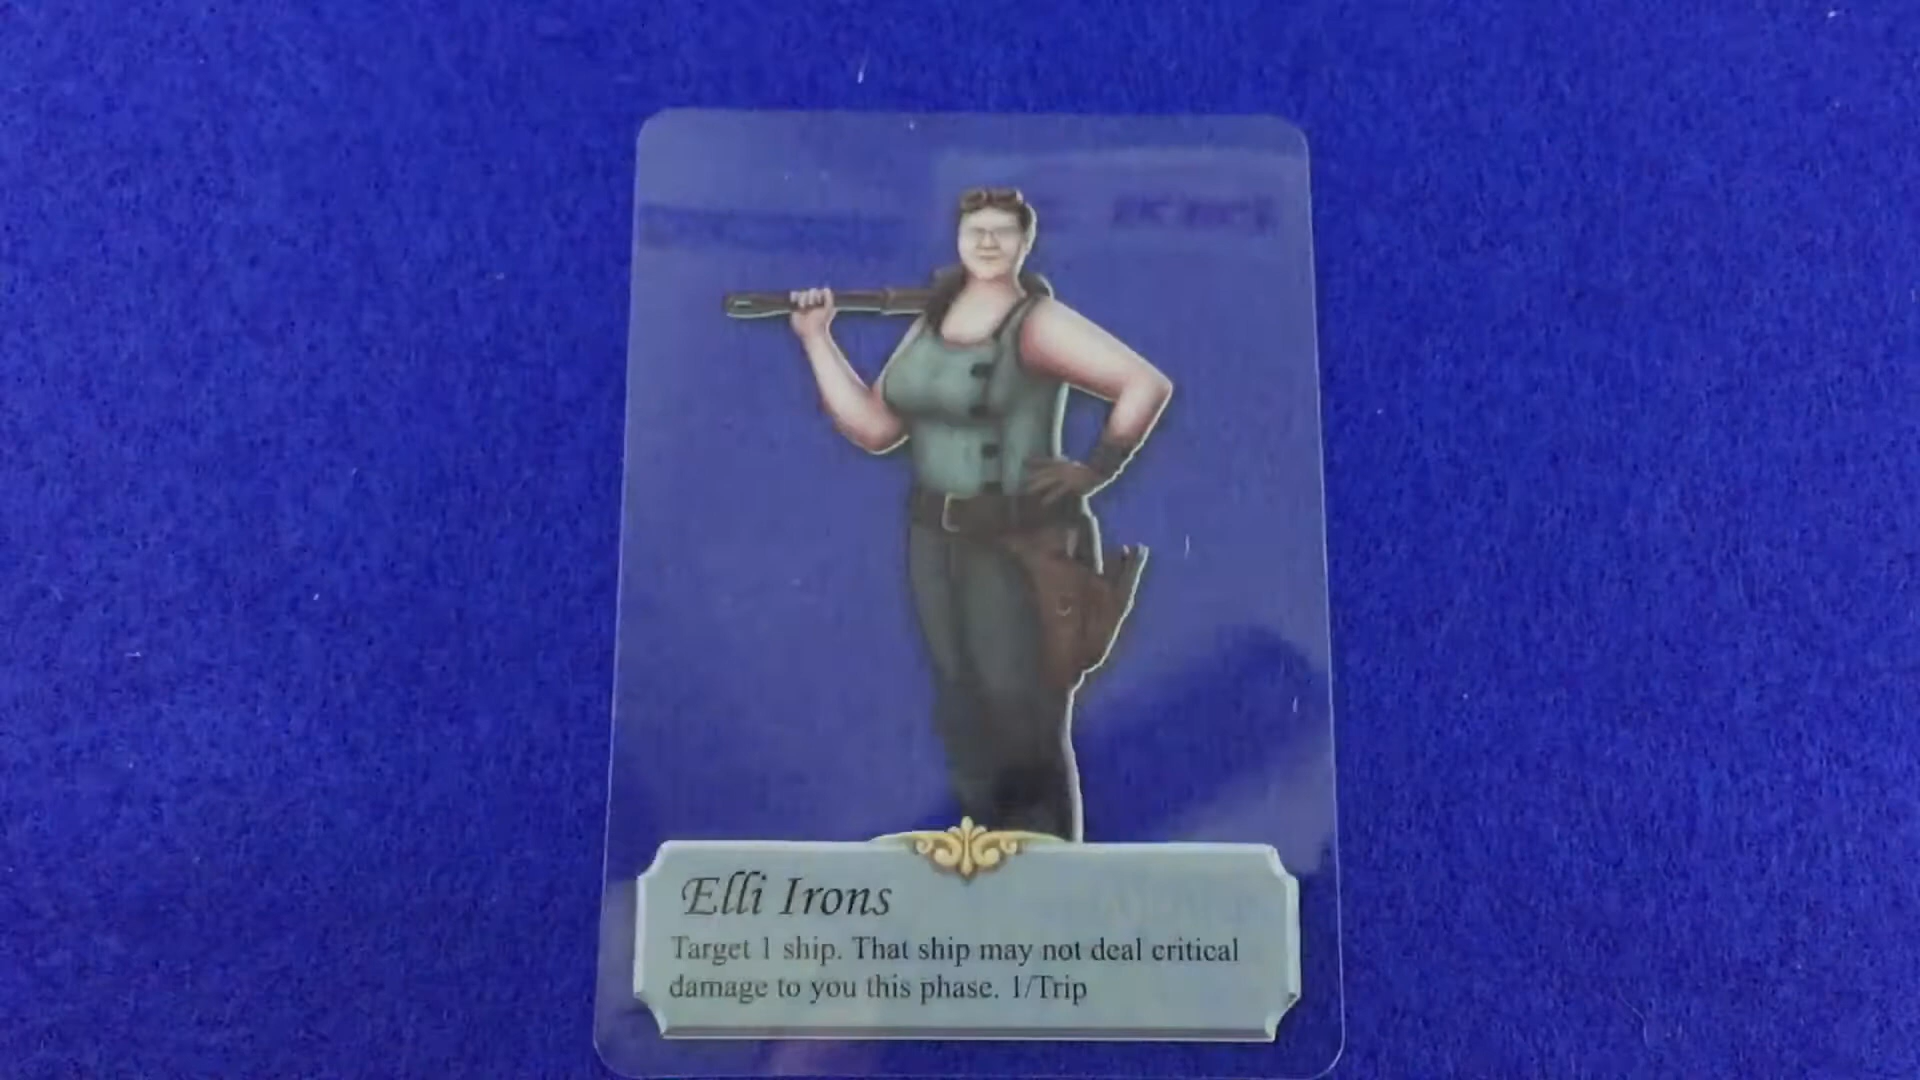 Elli Irons
Target 1 ship. That ship may not deal critical
damage to you this phase. 1/Trip